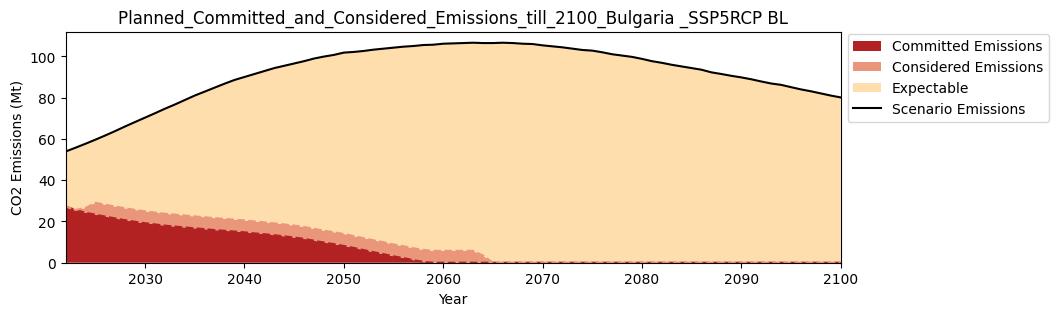 Planned_Committed_and_Considered_Emissions_till_2100_Bulgaria _SSP5RCP BL
CO2 Emissions (Mt)
100
80
60
40
20
0
2030 2040 2050 2060 2070 2080 2090 2100
Year
Committed Emissions
Considered Emissions
Expectable
Scenario Emissions